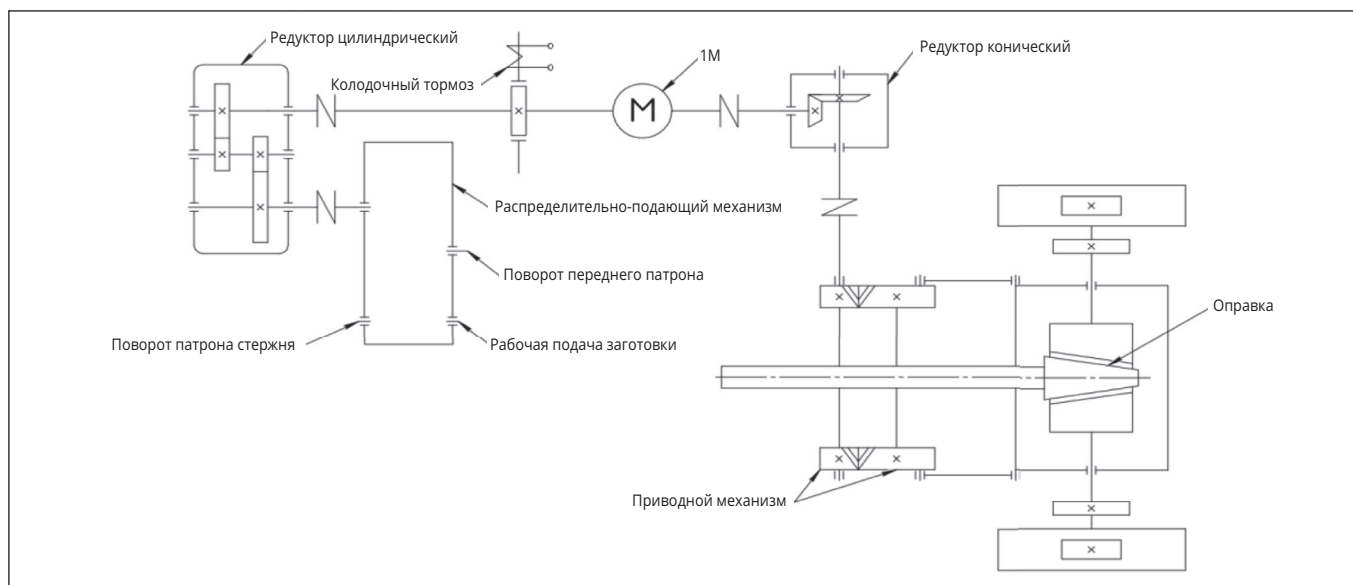 Редуктор цилиндрический
Колодочный тормоз
1М
Редуктор конический
М
Распределительно-подающий механизм
Поворот переднего патрона
Оправка
Поворот патрона стержня
Рабочая подача заготовки
Приводной механизм